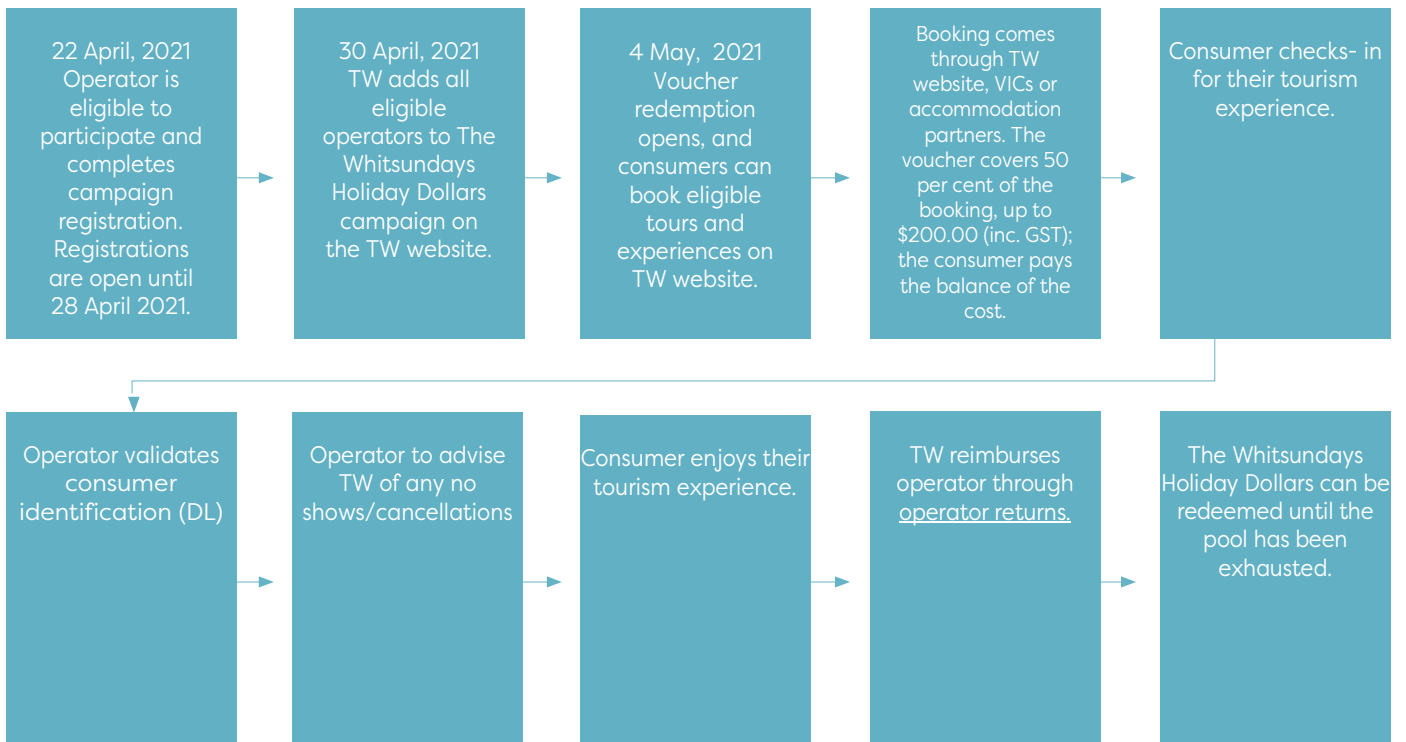 22 April, 2021
Operator is
eligible to
participate and
completes
campaign
registration.
Registrations
are open until
28 April 2021.
30 April, 2021
TW adds all
eligible
operators to The
Whitsundays
Holiday Dollars
campaign on
the TW website.
4 May, 2021
Voucher
redemption
opens, and
consumers can
book eligible
tours and
experiences on
TW website.
Booking comes
through TW
website, VICs or
accommodation
partners. The
voucher covers 50
per cent of the
booking, up to
$200.00 (inc. GST);
the consumer pays
the balance of the
cost.
Consumer checks- in
for their tourism
experience.
Operator validates
consumer
identification (DL)
Operator to advise
TW of any no
shows/cancellations
Consumer enjoys their
tourism experience.
TW reimburses
operator through
operator returns.
The Whitsundays
Holiday Dollars can be
redeemed until the
pool has been
exhausted.